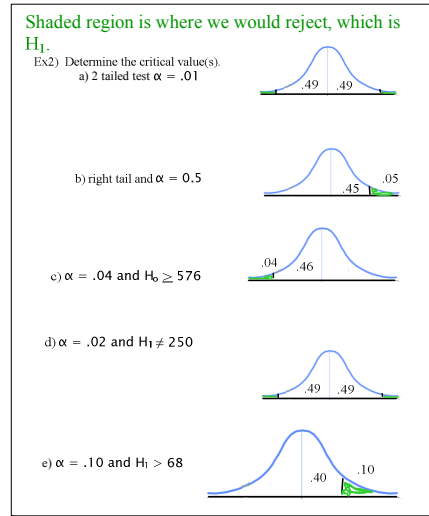 Shaded region is where we would reject, which is
H₁.
Ex2) Determine the critical value(s).
a) 2 tailed test α = .01
.49 .49
b) right tail and α = 0.5
.45 .05
c) α = .04 and H₀ ≥ 576
.04 .46
d) α = .02 and H₁ ≠ 250
.49 .49
e) α = .10 and H₁ > 68
.40 .10